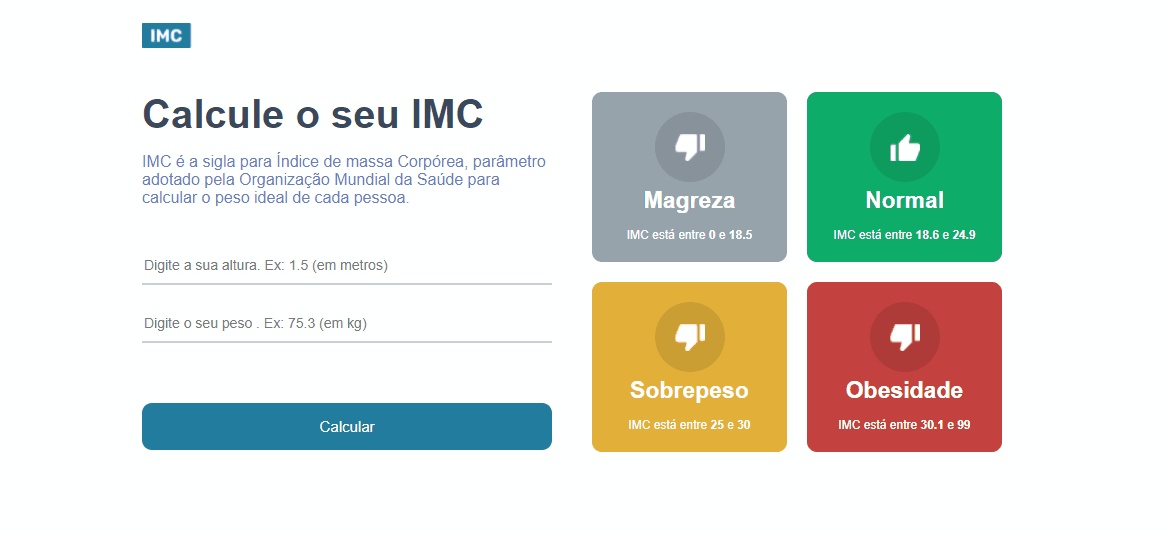 IMC
Calcule o seu IMC
IMC é a sigla para Índice de massa Corpórea, parâmetro
adotado pela Organização Mundial da Saúde para
calcular o peso ideal de cada pessoa.
Digite a sua altura. Ex: 1.5 (em metros)
Digite o seu peso . Ex: 75.3 (em kg)
Calcular
Magreza
IMC está entre 0 e 18.5
Normal
IMC está entre 18.6 e 24.9
Sobrepeso
IMC está entre 25 e 30
Obesidade
IMC está entre 30.1 e 99